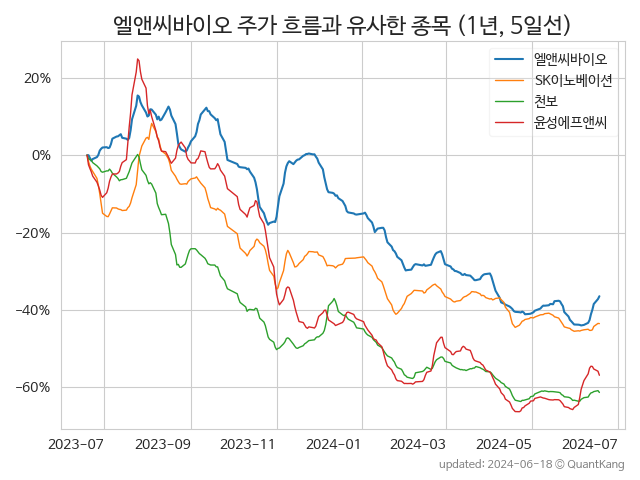 엘앤씨바이오 주가 흐름과 유사한 종목 (1년, 5일선)
엘앤씨바이오
SK이노베이션
천보
윤성에프앤씨
20%
0%
−20%
−40%
−60%
2023-07 2023-09 2023-11 2024-01 2024-03 2024-05 2024-07
updated: 2024-06-18 © QuantKang